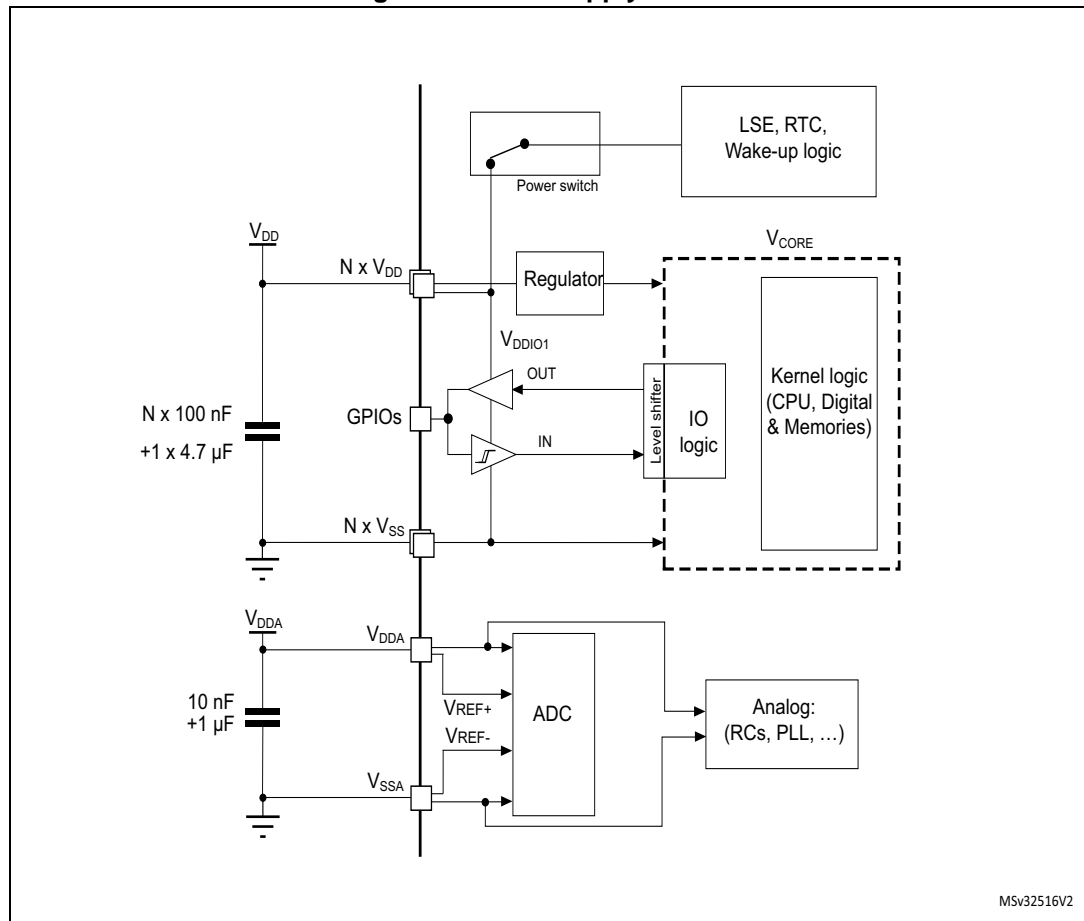 LSE, RTC,
Wake-up logic
Power switch
VDD
VCORE
N x VDD
Regulator
VDDIO1
OUT
Kernel logic
(CPU, Digital
& Memories)
Level shifter
IO
logic
GPIOs
N x 100 nF
+1 x 4.7 µF
IN
N x VSS
VDDA
VDDA
10 nF
+1 µF
VREF+
ADC
VREF-
Analog:
(RCs, PLL, …)
VSSA
MSv32516V2